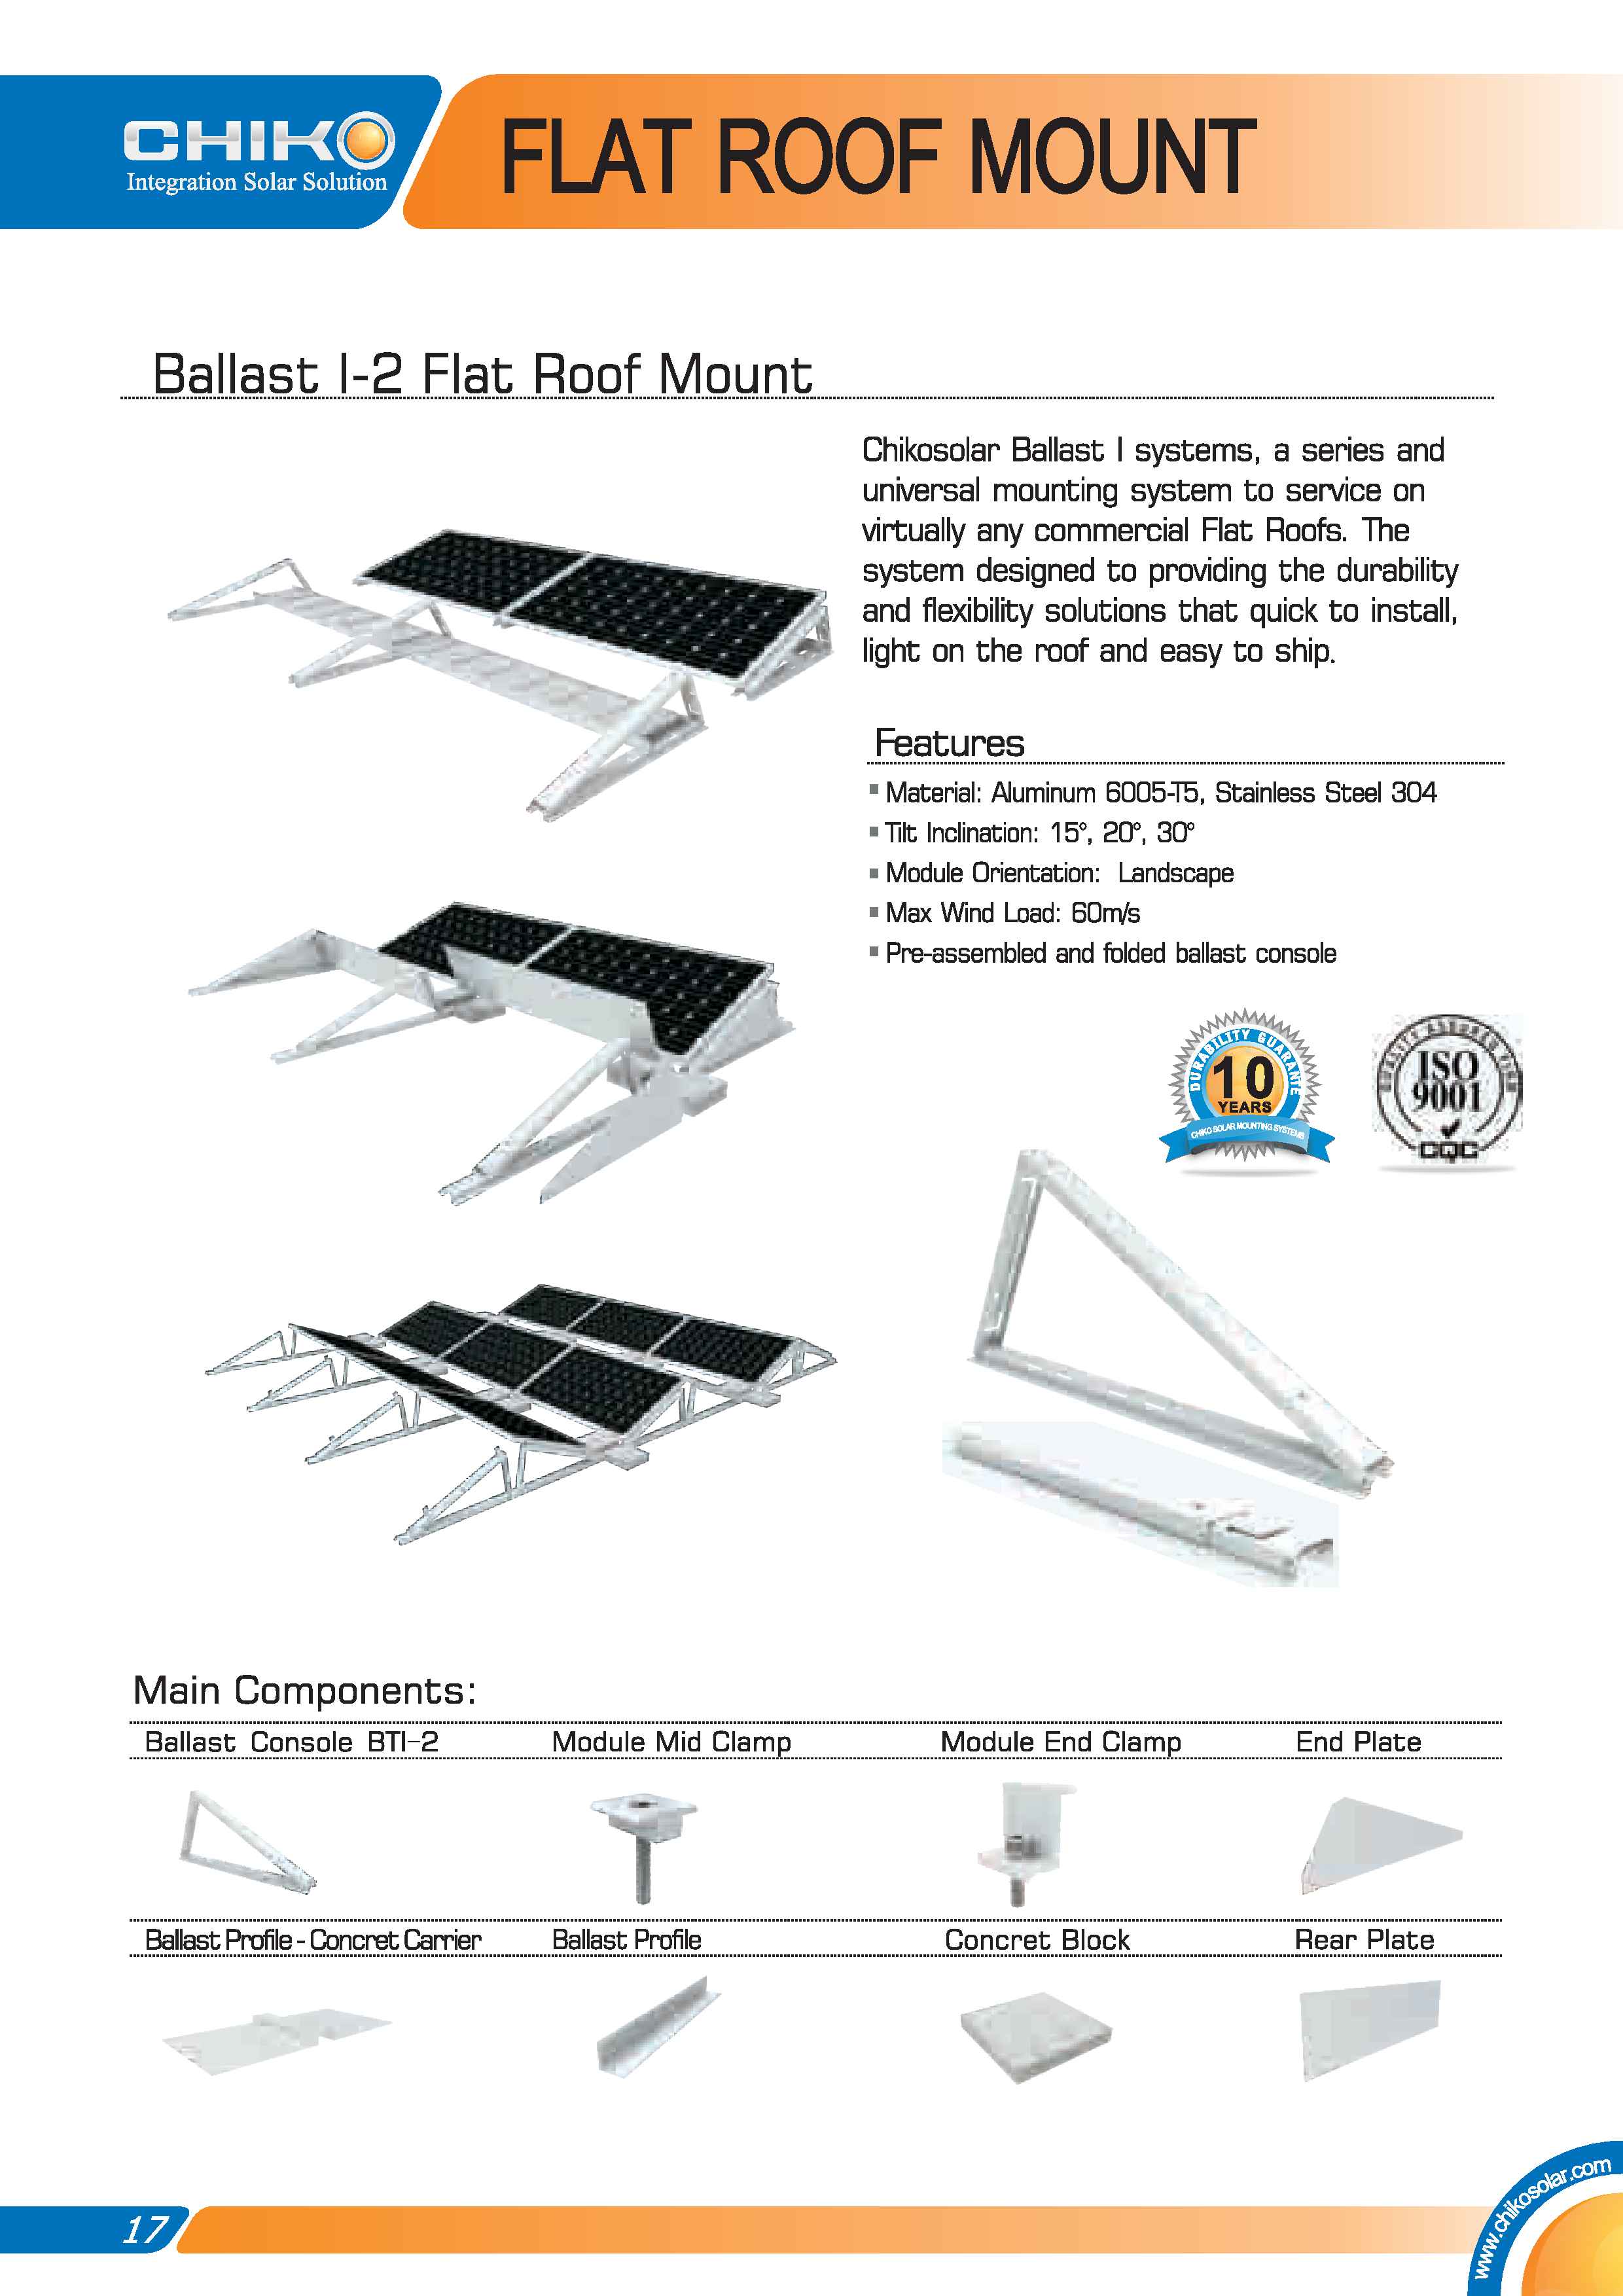 CHIKO
Integration Solar Solution
FLAT ROOF MOUNT
Ballast I-2 Flat Roof Mount
Chikosolar Ballast I systems, a series and
universal mounting system to service on
virtually any commercial Flat Roofs. The
system designed to providing the durability
and flexibility solutions that quick to install,
light on the roof and easy to ship.
Features
Material: Aluminum 6005-T5, Stainless Steel 304
Tilt Inclination: 15°, 20°, 30°
Module Orientation: Landscape
Max Wind Load: 60m/s
Pre-assembled and folded ballast console
DURABILITY GUARANTE
10
YEARS
CHIKO SOLAR MOUNTING SYSTEMS
ISO
9001
CQC
Main Components:
Ballast Console BTI-2 Module Mid Clamp Module End Clamp End Plate
Ballast Profile - Concret Carrier Ballast Profile Concret Block Rear Plate
17
www.chikosolar.com